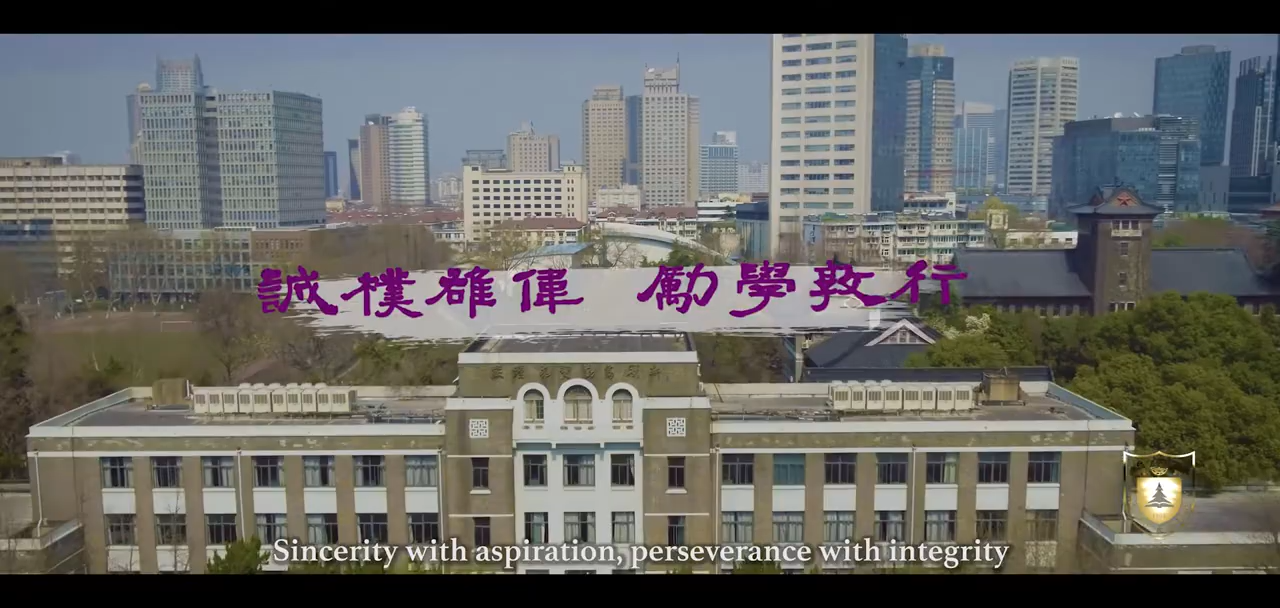 誠樸雄偉 勵學敦行
Sincerity with aspiration, perseverance with integrity